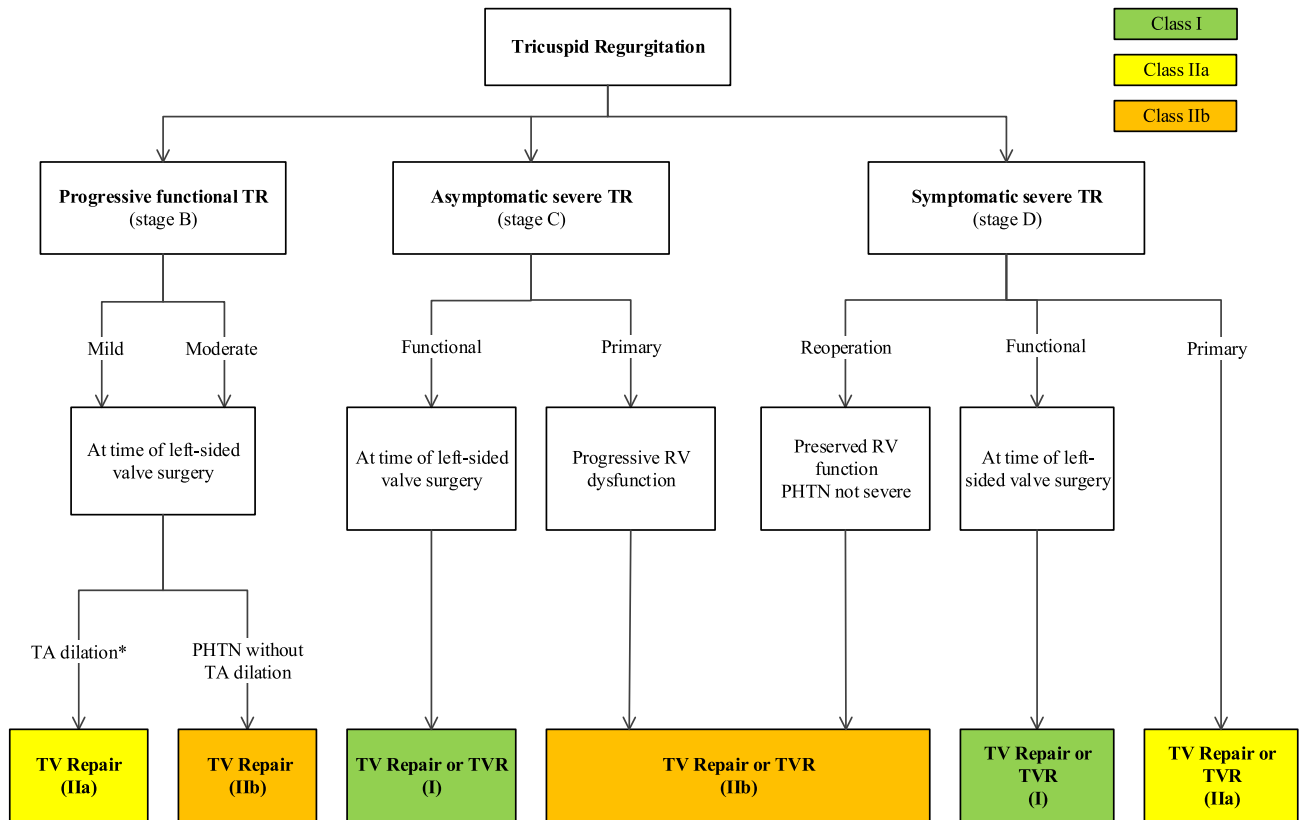 Tricuspid Regurgitation
Class I
Class IIa
Class IIb
Progressive functional TR
(stage B)
Asymptomatic severe TR
(stage C)
Symptomatic severe TR
(stage D)
Mild
Moderate
Functional
Primary
Reoperation
Functional
Primary
At time of left-sided
valve surgery
At time of left-sided
valve surgery
Progressive RV
dysfunction
Preserved RV
function
PHTN not severe
At time of left-
sided valve surgery
TA dilation*
PHTN without
TA dilation
TV Repair
(IIa)
TV Repair
(IIb)
TV Repair or TVR
(I)
TV Repair or TVR
(IIb)
TV Repair or
TVR
(I)
TV Repair or
TVR
(IIa)